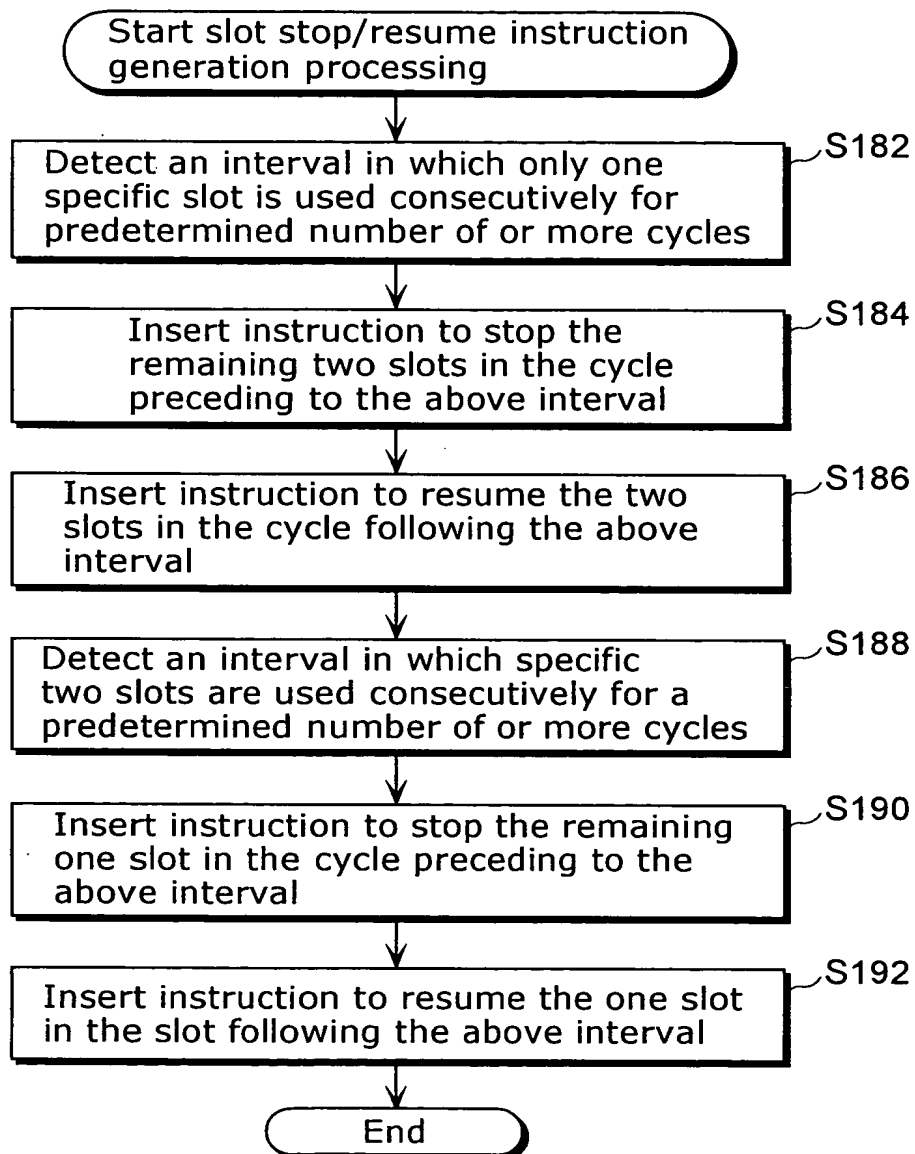 Start slot stop/resume instruction
generation processing
S182
Detect an interval in which only one
specific slot is used consecutively for
predetermined number of or more cycles
S184
Insert instruction to stop the
remaining two slots in the cycle
preceding to the above interval
S186
Insert instruction to resume the two
slots in the cycle following the above
interval
S188
Detect an interval in which specific
two slots are used consecutively for a
predetermined number of or more cycles
S190
Insert instruction to stop the remaining
one slot in the cycle preceding to the
above interval
S192
Insert instruction to resume the one slot
in the slot following the above interval
End